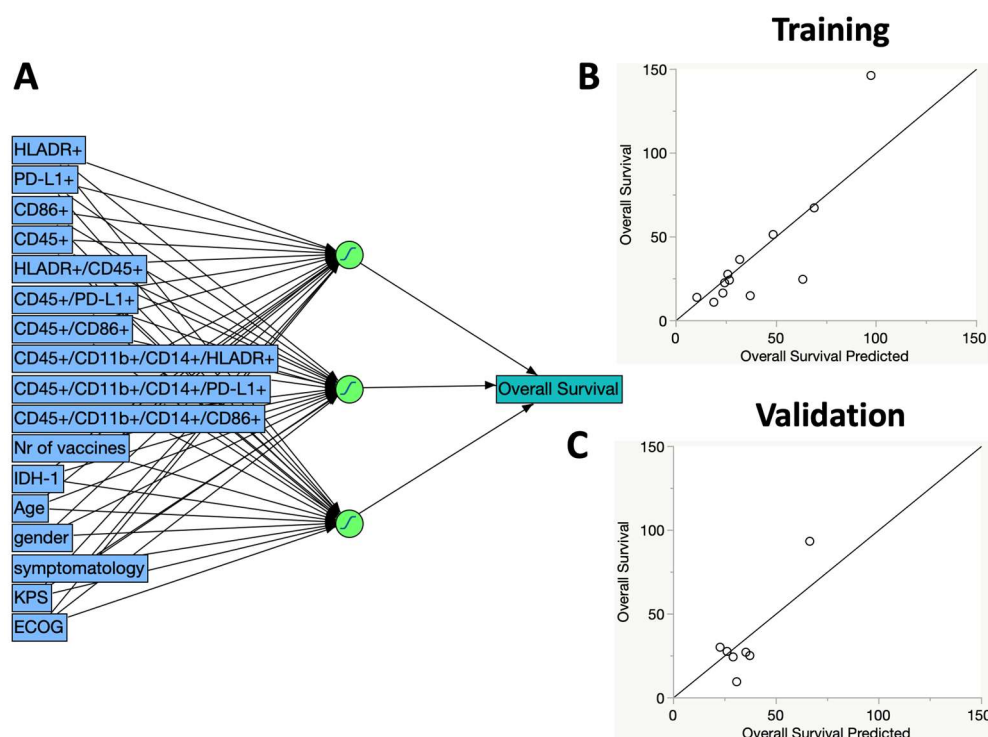 A
HLADR+
PD-L1+
CD86+
CD45+
HLADR+/CD45+
CD45+/PD-L1+
CD45+/CD86+
CD45+/CD11b+/CD14+/HLADR+
CD45+/CD11b+/CD14+/PD-L1+
CD45+/CD11b+/CD14+/CD86+
Nr of vaccines
IDH-1
Age
gender
symptomatology
KPS
ECOG
Overall Survival
Training
B
150
100
50
0
Overall Survival
0 50 100 150
Overall Survival Predicted
Validation
C
150
100
50
0
Overall Survival
0 50 100 150
Overall Survival Predicted